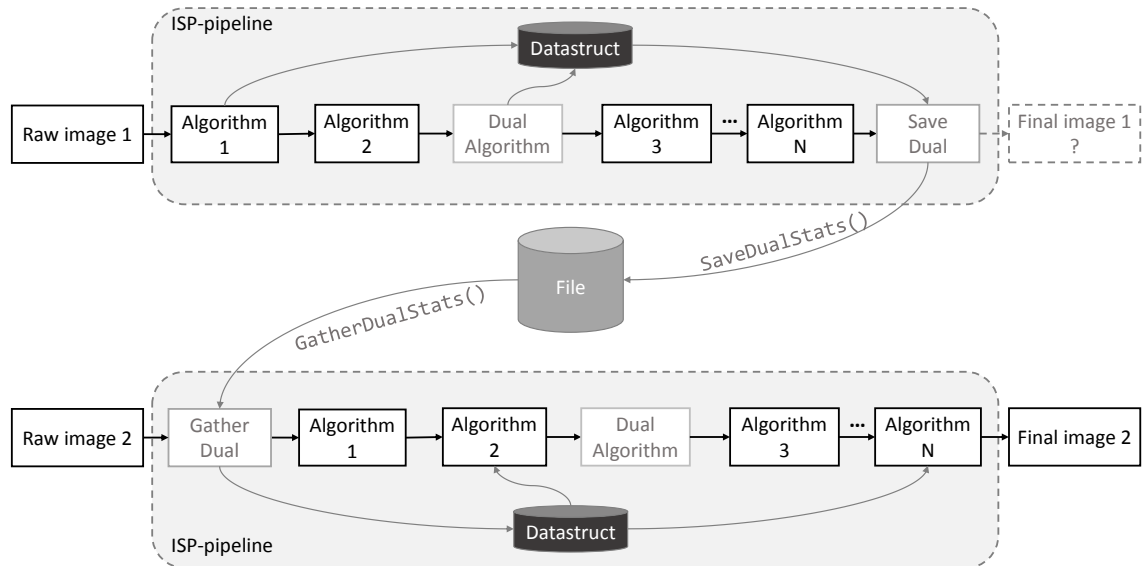 ISP-pipeline
Datastruct
Raw image 1
Algorithm
1
Algorithm
2
Dual
Algorithm
Algorithm
3
...
Algorithm
N
Save
Dual
Final image 1
?
SaveDualStats()
File
GatherDualStats()
Raw image 2
Gather
Dual
Algorithm
1
Algorithm
2
Dual
Algorithm
Algorithm
3
...
Algorithm
N
Final image 2
Datastruct
ISP-pipeline